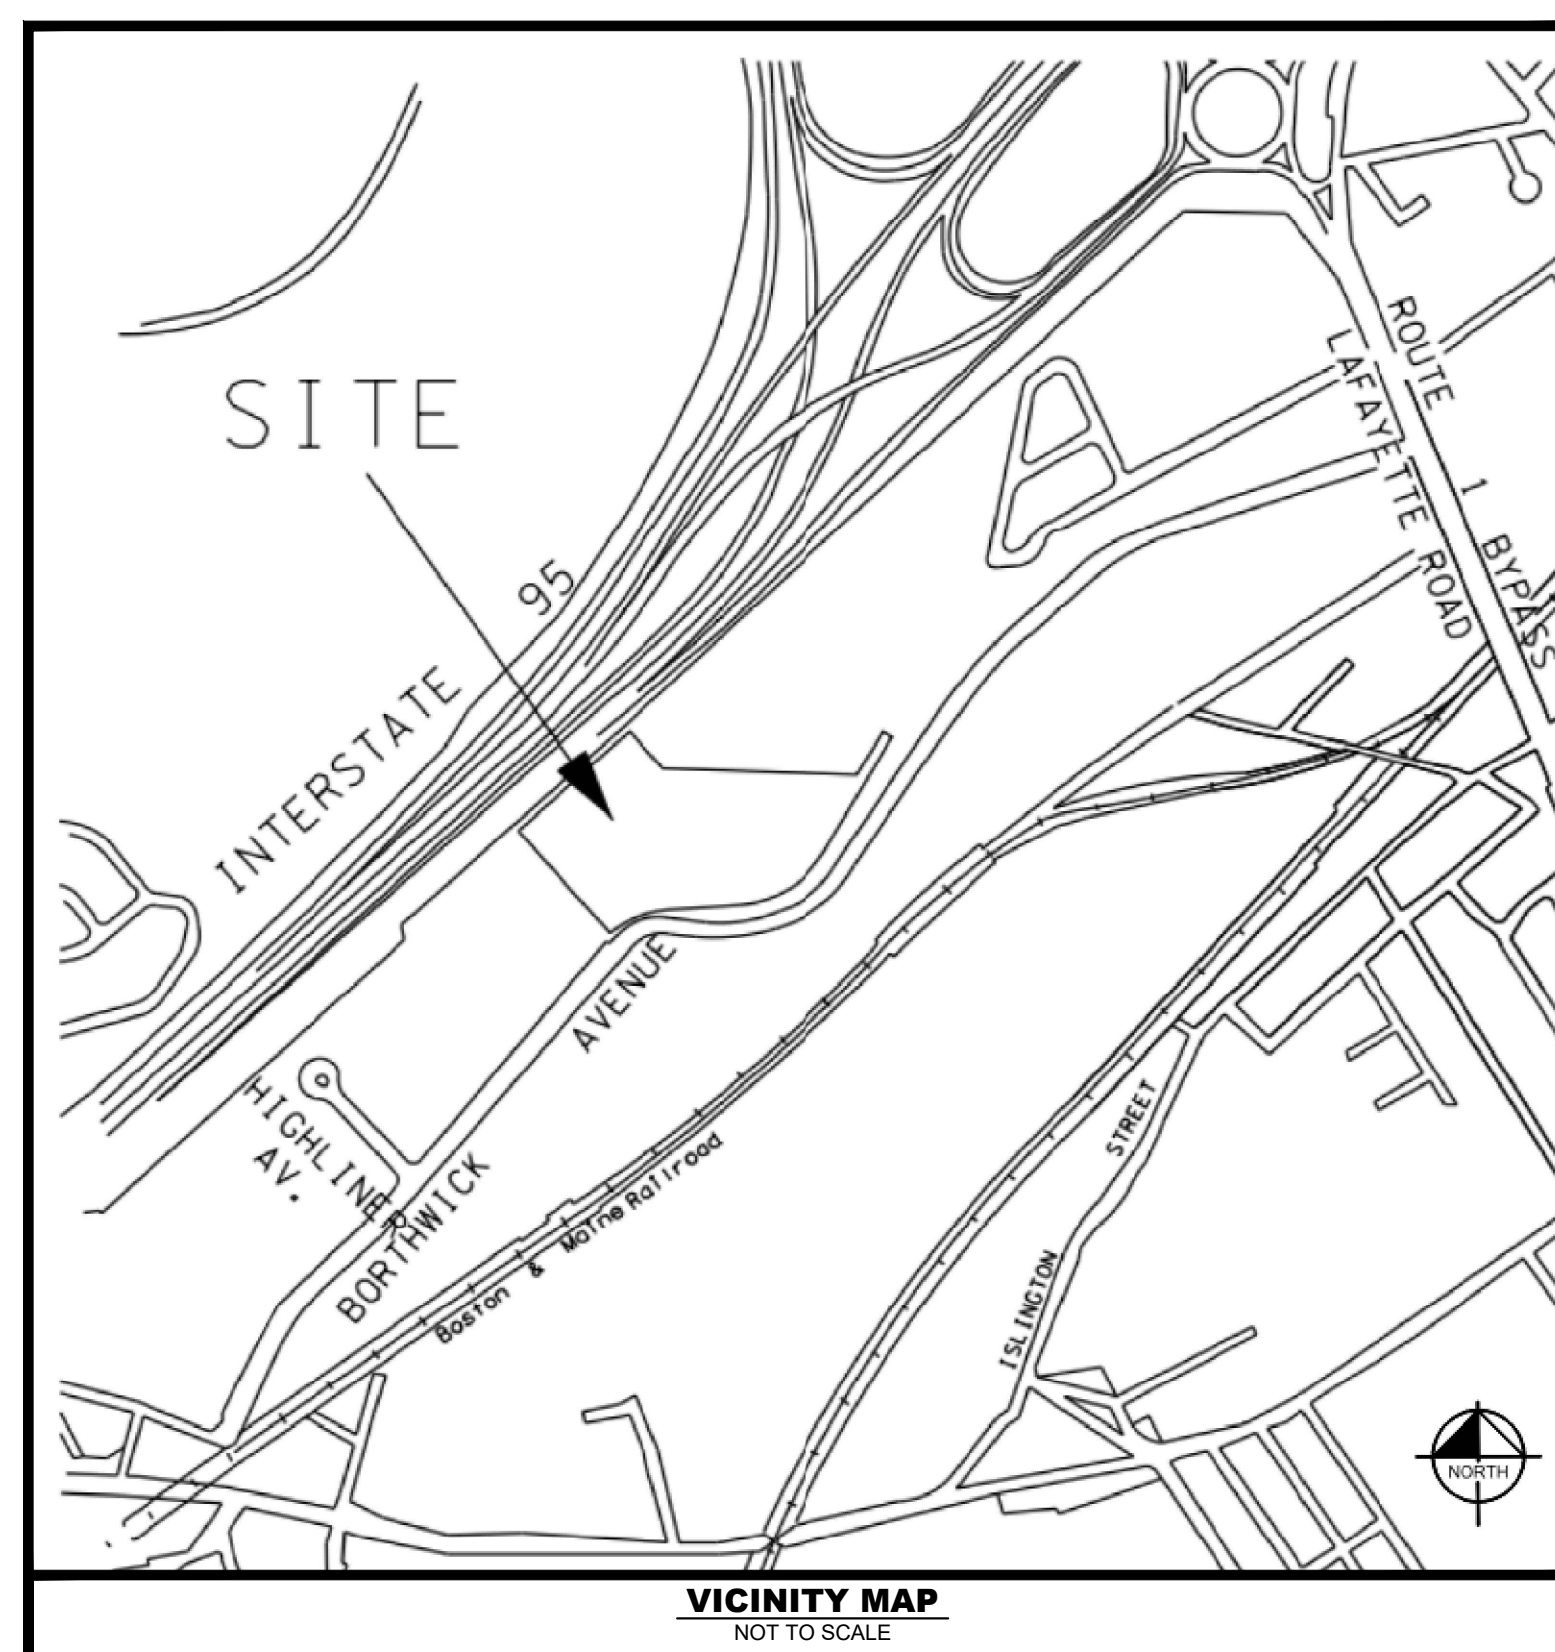 ROUTE 1 BYPASS
LAFAYETTE ROAD
SITE
INTERSTATE 95
HIGHLINER
AV.
BORTHWICK AVENUE
Boston & Maine Railroad
ISLINGTON STREET
NORTH
VICINITY MAP
NOT TO SCALE